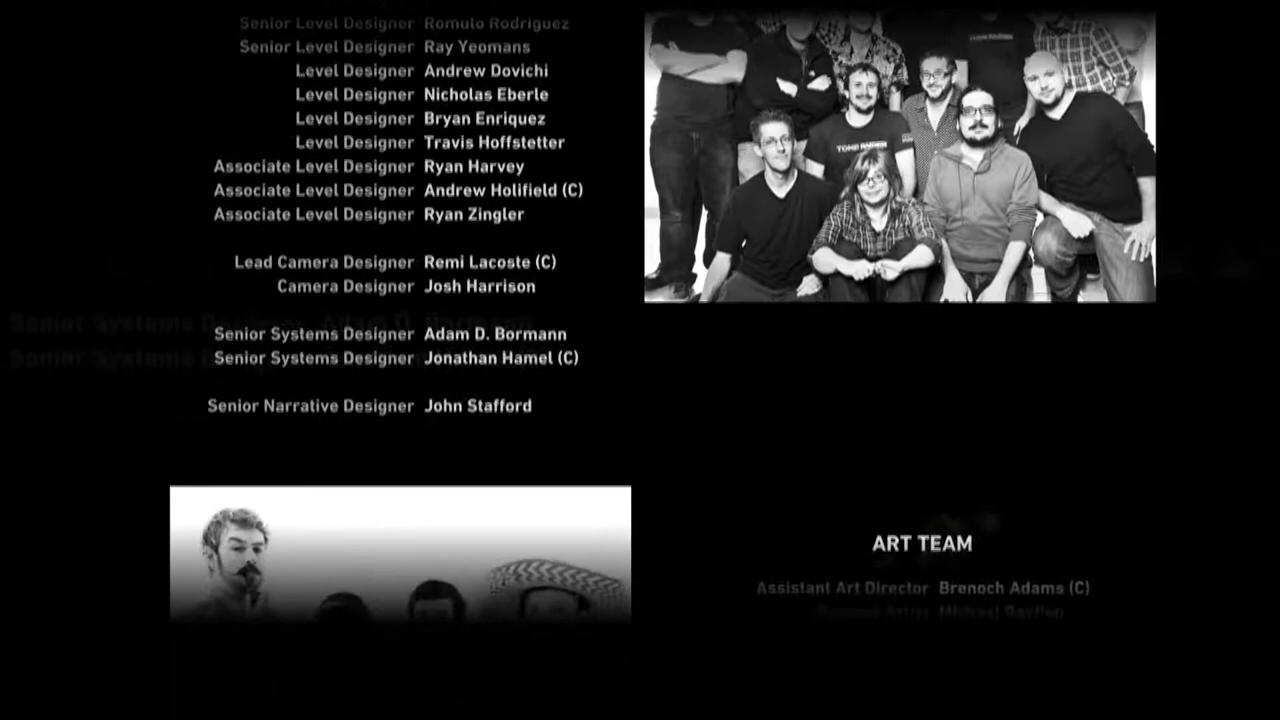 Senior Level Designer Romulo Rodriguez
Senior Level Designer Ray Yeomans
Level Designer Andrew Dovichi
Level Designer Nicholas Eberle
Level Designer Bryan Enriquez
Level Designer Travis Hoffstetter
Associate Level Designer Ryan Harvey
Associate Level Designer Andrew Holifield (C)
Associate Level Designer Ryan Zingler
Lead Camera Designer Remi Lacoste (C)
Camera Designer Josh Harrison
Senior Systems Designer Adam D. Bormann
Senior Systems Designer Jonathan Hamel (C)
Senior Narrative Designer John Stafford
TOMB RAIDER
ART TEAM
Assistant Art Director Brenoch Adams (C)